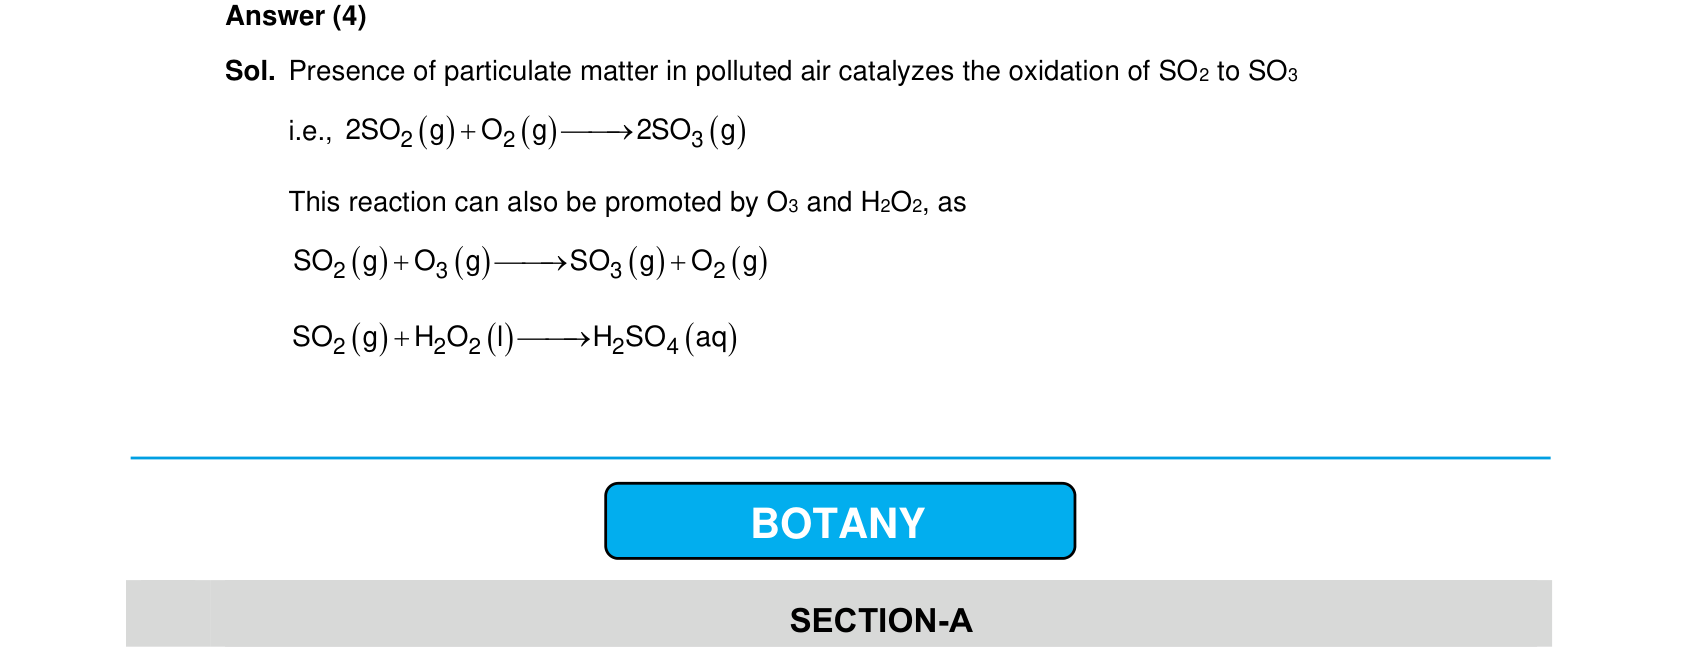 Answer (4)
Sol. Presence of particulate matter in polluted air catalyzes the oxidation of SO₂ to SO₃
i.e., 2SO₂(g)+O₂(g)⟶2SO₃(g)
This reaction can also be promoted by O₃ and H₂O₂, as
SO₂(g)+O₃(g)⟶SO₃(g)+O₂(g)
SO₂(g)+H₂O₂(l)⟶H₂SO₄(aq)
BOTANY
SECTION-A